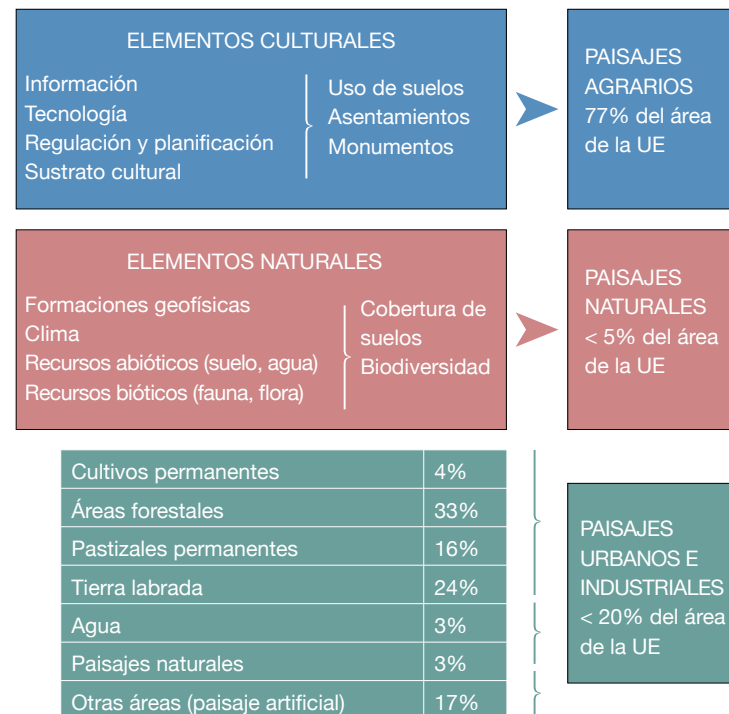 ELEMENTOS CULTURALES
Información
Tecnología
Regulación y planificación
Sustrato cultural
Uso de suelos
Asentamientos
Monumentos
PAISAJES
AGRARIOS
77% del área
de la UE
ELEMENTOS NATURALES
Formaciones geofísicas
Clima
Recursos abióticos (suelo, agua)
Recursos bióticos (fauna, flora)
Cobertura de
suelos
Biodiversidad
PAISAJES
NATURALES
< 5% del área
de la UE
Cultivos permanentes 4%
Áreas forestales 33%
Pastizales permanentes 16%
Tierra labrada 24%
Agua 3%
Paisajes naturales 3%
Otras áreas (paisaje artificial) 17%
PAISAJES
URBANOS E
INDUSTRIALES
< 20% del área
de la UE